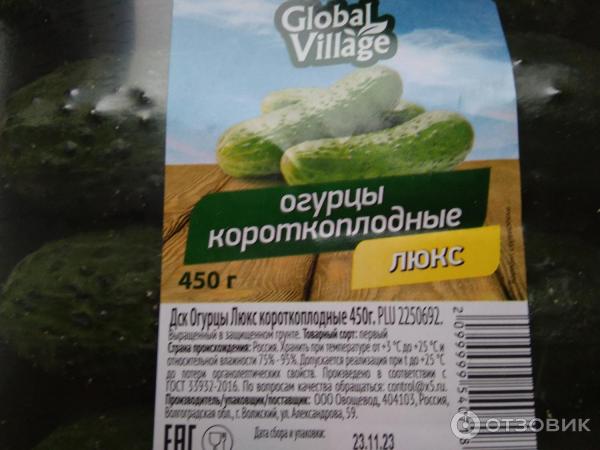 Global
Village
огурцы
короткоплодные
люкс
450 г
Дск Огурцы Люкс короткоплодные 450г. PLU 2250692.
Выращенный в защищенном грунте. Товарный сорт: первый
Страна происхождения: Россия. Хранить при температуре от +3 °C до +25 °C и
относительной влажности 75% - 95%. Допускается реализация при t до +25 °C
до потери органолептических свойств. Произведено в соответствии с
ГОСТ 33932-2016. По вопросам качества обращаться: control@x5.ru.
Производитель/упаковщик/поставщик: ООО Овощевод, 404103, Россия,
Волгоградская обл., г. Волжский, ул. Александрова, 59.
EAC
Дата сбора и упаковки:
23.11.23
ОТЗОВИК